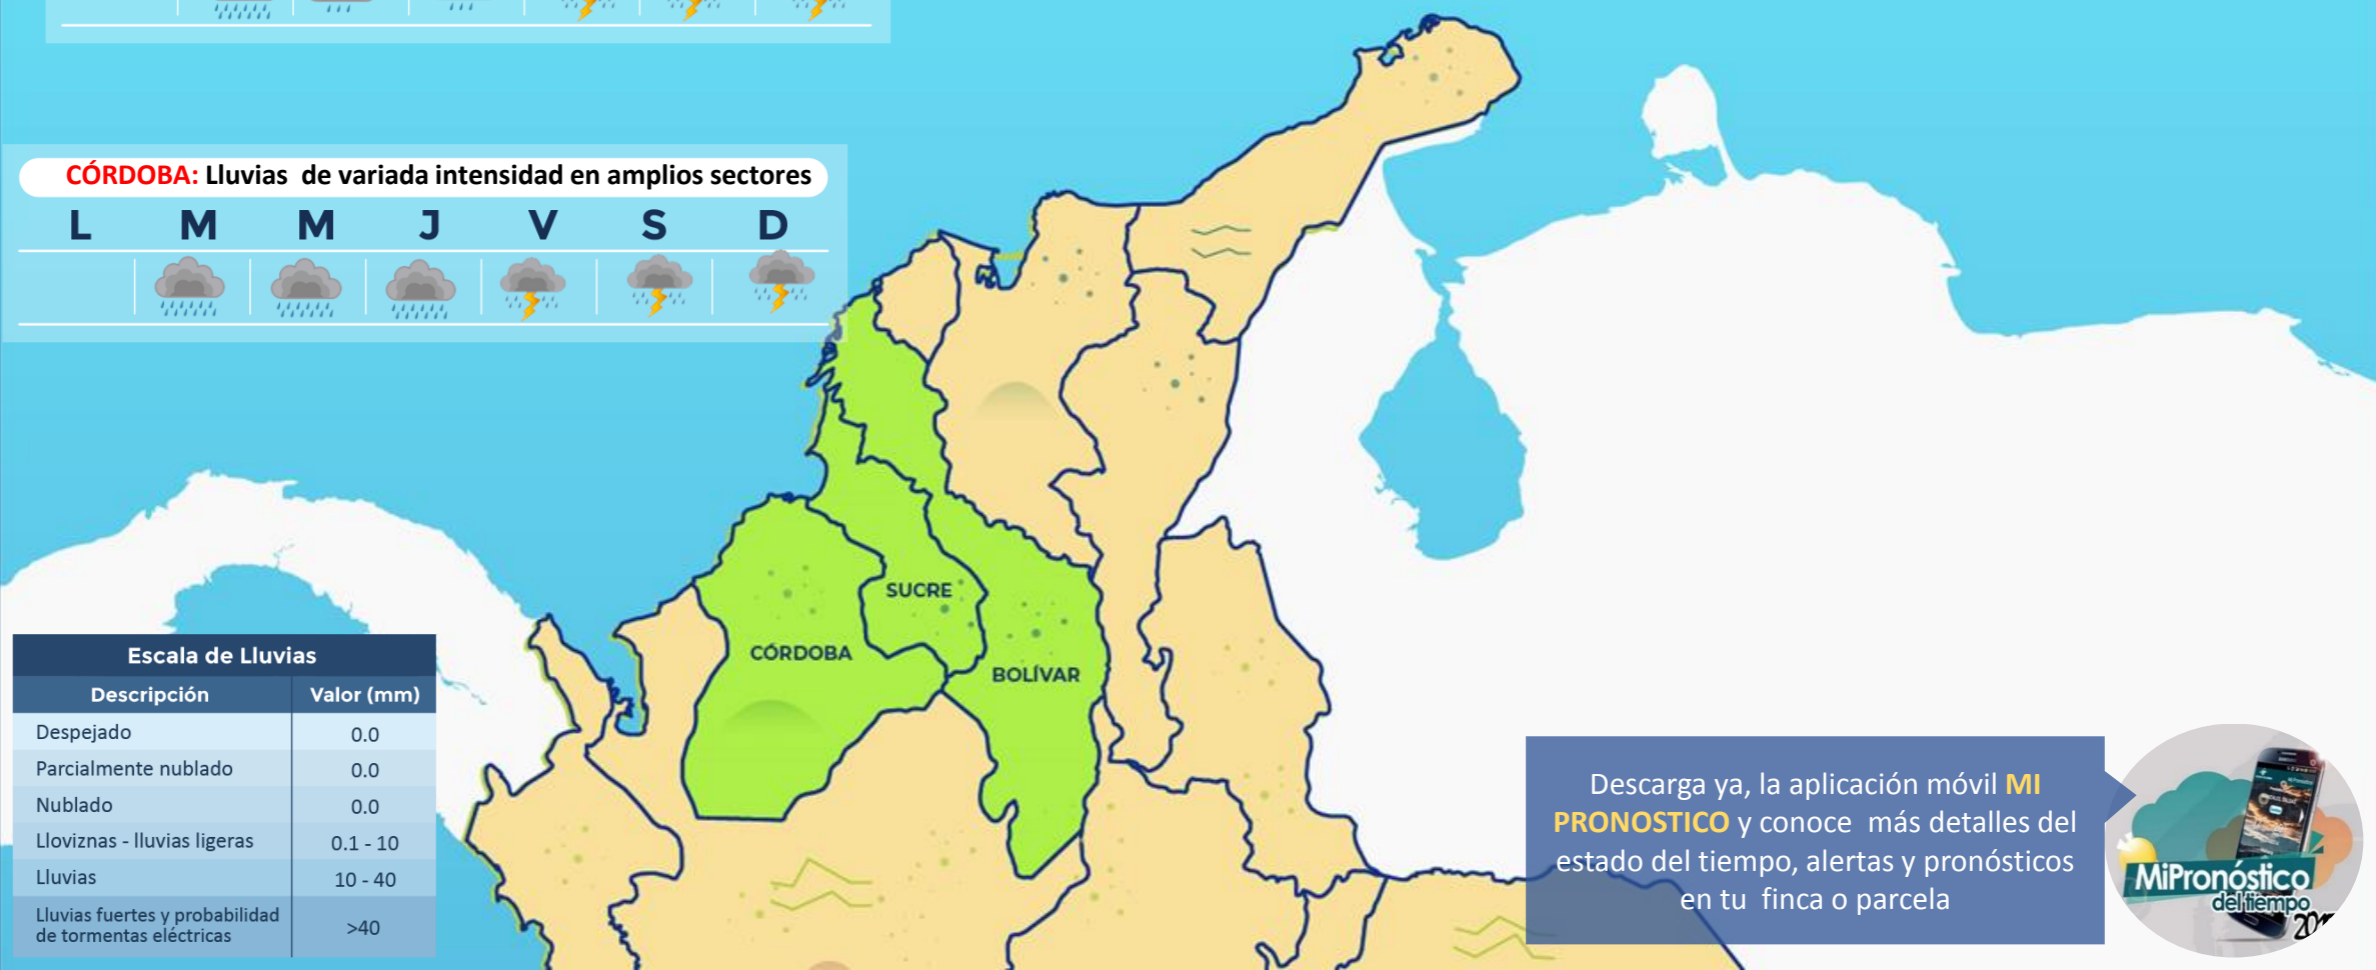 CÓRDOBA: Lluvias de variada intensidad en amplios sectores
L M M J V S D
SUCRE
CÓRDOBA
BOLÍVAR
Escala de Lluvias
Descripción Valor (mm)
Despejado 0.0
Parcialmente nublado 0.0
Nublado 0.0
Lloviznas - lluvias ligeras 0.1 - 10
Lluvias 10 - 40
Lluvias fuertes y probabilidad
de tormentas eléctricas >40
Descarga ya, la aplicación móvil MI
PRONOSTICO y conoce más detalles del
estado del tiempo, alertas y pronósticos
en tu finca o parcela
MiPronóstico
del tiempo